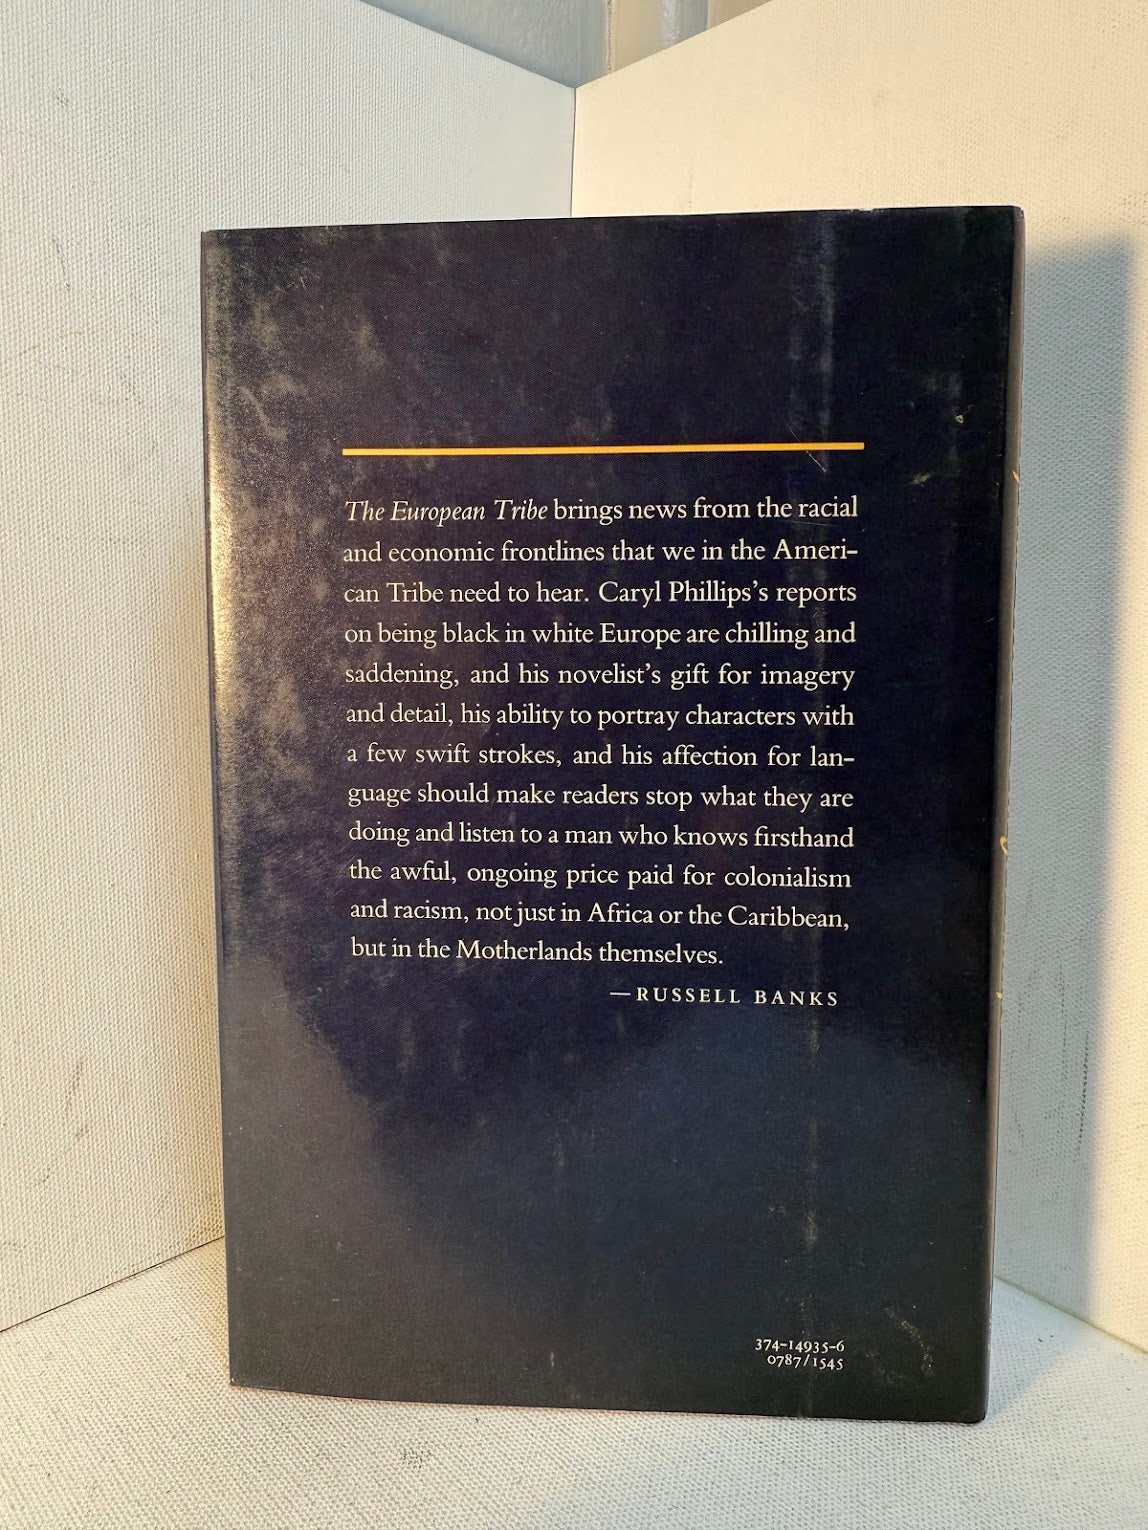 The European Tribe brings news from the racial
and economic frontlines that we in the Ameri-
can Tribe need to hear. Caryl Phillips's reports
on being black in white Europe are chilling and
saddening, and his novelist's gift for imagery
and detail, his ability to portray characters with
a few swift strokes, and his affection for lan-
guage should make readers stop what they are
doing and listen to a man who knows firsthand
the awful, ongoing price paid for colonialism
and racism, not just in Africa or the Caribbean,
but in the Motherlands themselves.
—RUSSELL BANKS
374-14935-6
0787/1545